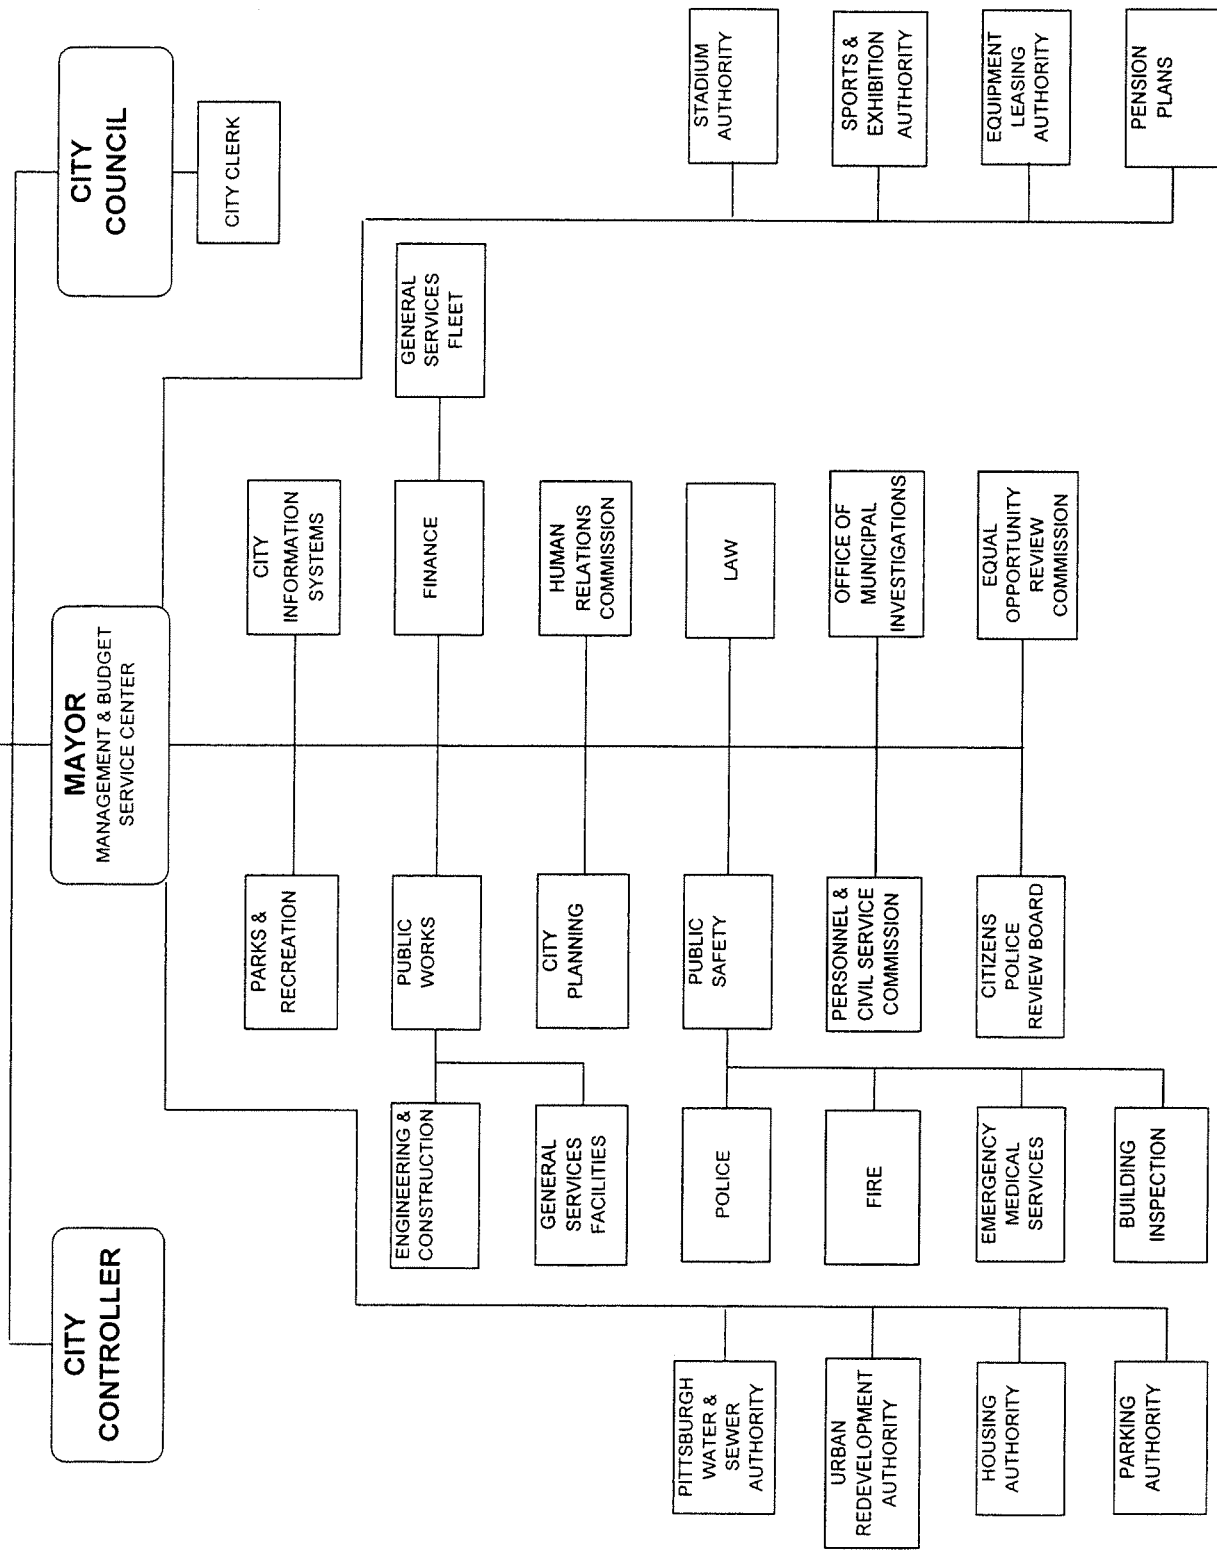 CITY
CONTROLLER
MAYOR
MANAGEMENT & BUDGET
SERVICE CENTER
CITY
COUNCIL
CITY CLERK
PARKS &
RECREATION
CITY
INFORMATION
SYSTEMS
PUBLIC
WORKS
FINANCE
GENERAL
SERVICES
FLEET
ENGINEERING &
CONSTRUCTION
GENERAL
SERVICES
FACILITIES
CITY
PLANNING
HUMAN
RELATIONS
COMMISSION
PUBLIC
SAFETY
LAW
POLICE
FIRE
EMERGENCY
MEDICAL
SERVICES
BUILDING
INSPECTION
PERSONNEL &
CIVIL SERVICE
COMMISSION
OFFICE OF
MUNICIPAL
INVESTIGATIONS
CITIZENS
POLICE
REVIEW BOARD
EQUAL
OPPORTUNITY
REVIEW
COMMISSION
PITTSBURGH
WATER &
SEWER
AUTHORITY
URBAN
REDEVELOPMENT
AUTHORITY
HOUSING
AUTHORITY
PARKING
AUTHORITY
STADIUM
AUTHORITY
SPORTS &
EXHIBITION
AUTHORITY
EQUIPMENT
LEASING
AUTHORITY
PENSION
PLANS